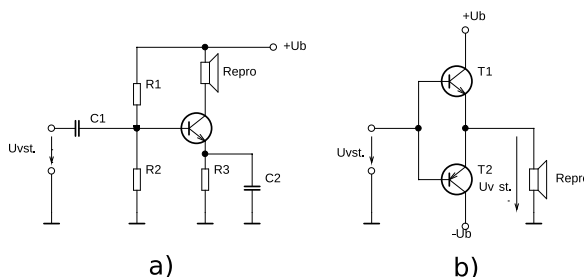 +Ub
Repro
R1
C1
Uvst.
R2
R3
C2
a)
+Ub
T1
Uvst.
T2
Uv st.
Repro
-Ub
b)